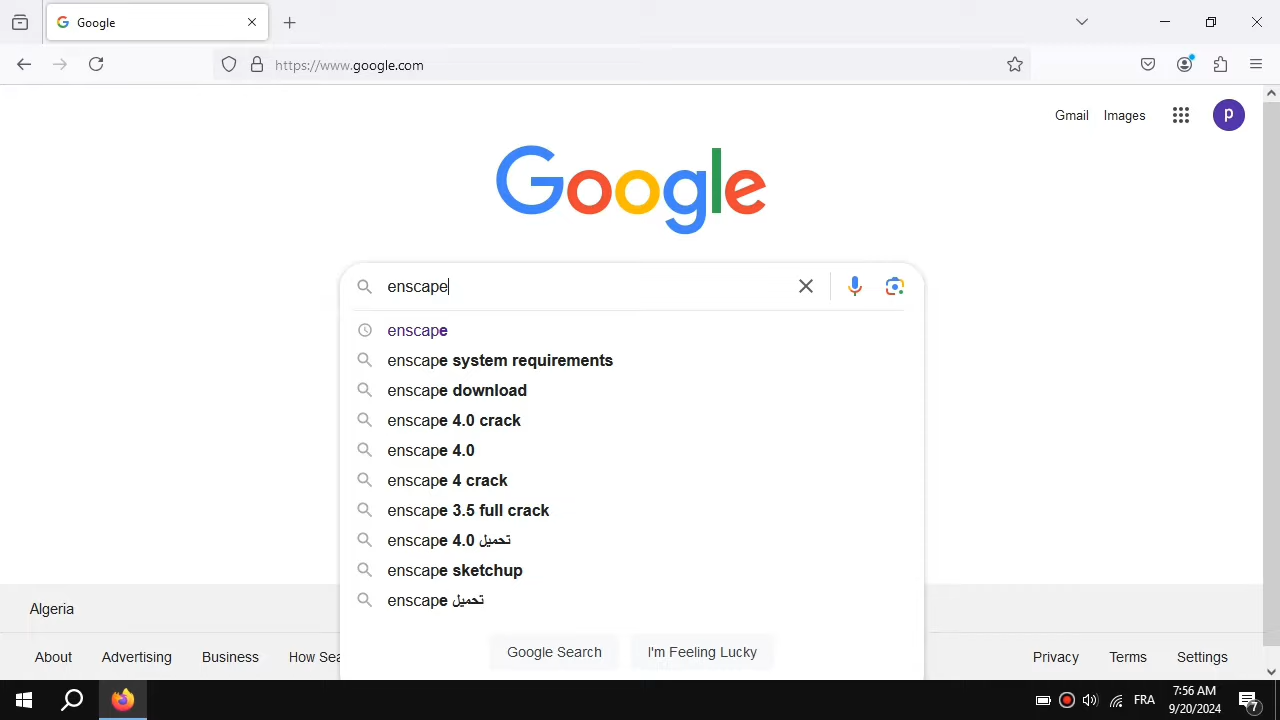 Google
https://www.google.com
Gmail
Images
p
Google
enscape
enscape
enscape system requirements
enscape download
enscape 4.0 crack
enscape 4.0
enscape 4 crack
enscape 3.5 full crack
enscape 4.0 تحميل
enscape sketchup
enscape تحميل
Google Search
I'm Feeling Lucky
Algeria
About
Advertising
Business
How Sea
Privacy
Terms
Settings
FRA
7:56 AM
9/20/2024
7